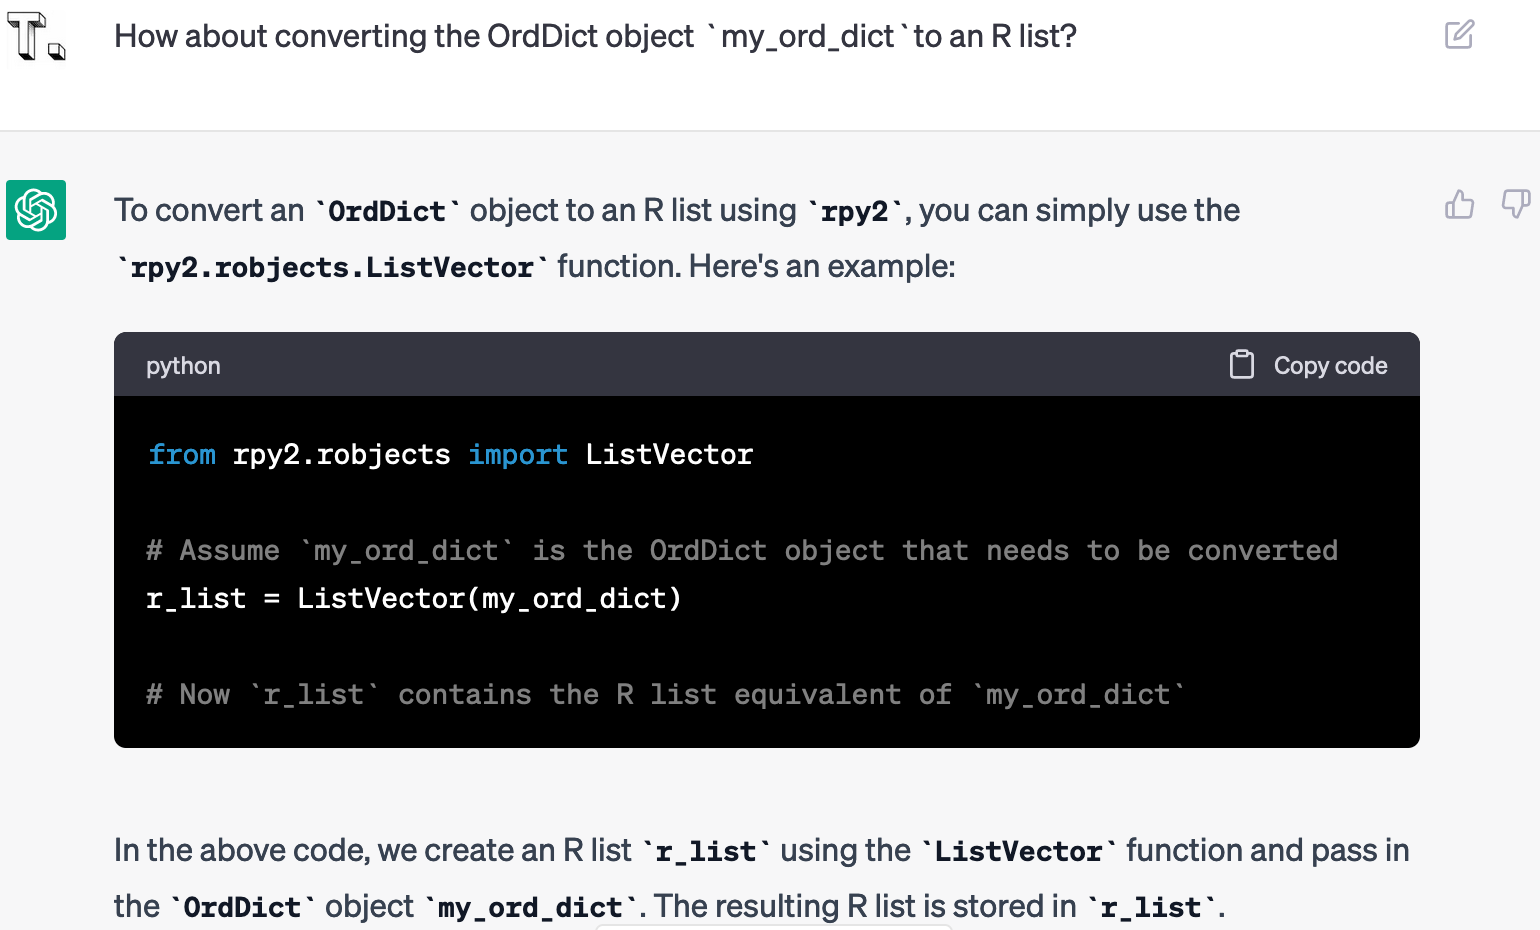 T.
How about converting the OrdDict object `my_ord_dict` to an R list?
To convert an `OrdDict` object to an R list using `rpy2`, you can simply use the
`rpy2.robjects.ListVector` function. Here's an example:
python Copy code
from rpy2.robjects import ListVector
# Assume `my_ord_dict` is the OrdDict object that needs to be converted
r_list = ListVector(my_ord_dict)
# Now `r_list` contains the R list equivalent of `my_ord_dict`
In the above code, we create an R list `r_list` using the `ListVector` function and pass in
the `OrdDict` object `my_ord_dict`. The resulting R list is stored in `r_list`.